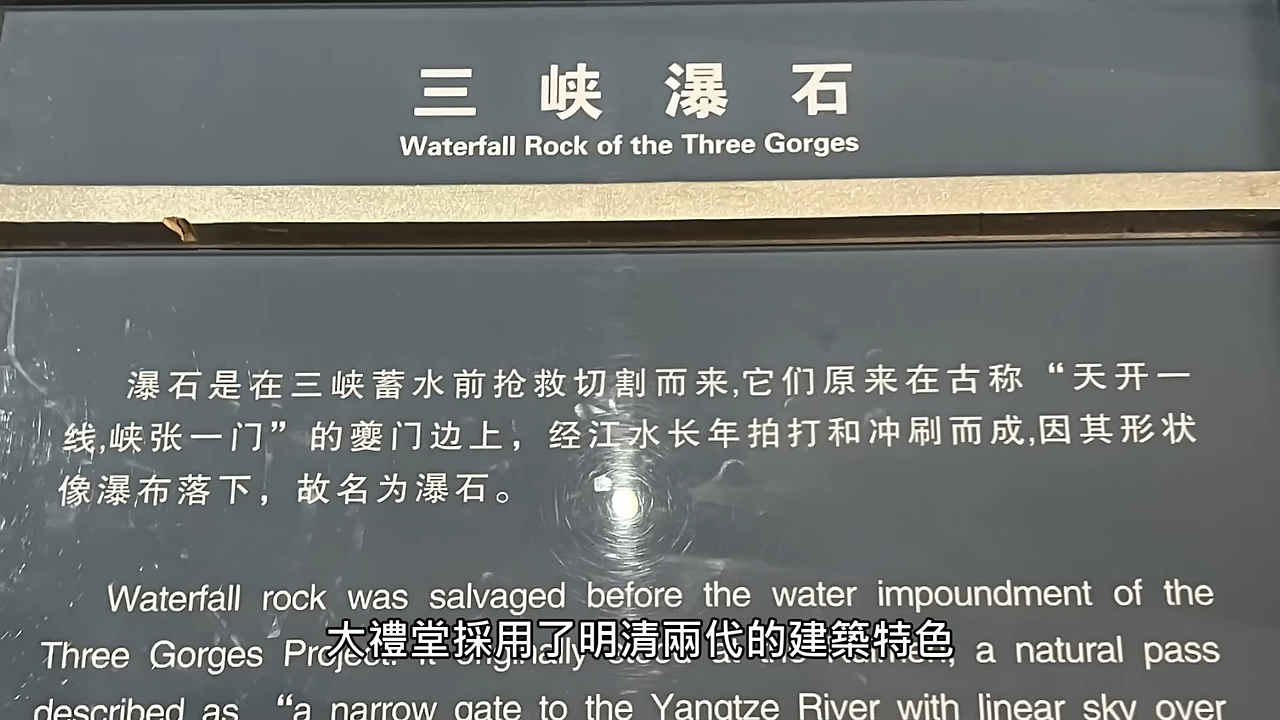 三峡瀑石
Waterfall Rock of the Three Gorges
瀑石是在三峡蓄水前抢救切割而来,它们原来在古称“天开一
线,峡张一门”的夔门边上，经江水长年拍打和冲刷而成,因其形状
像瀑布落下，故名为瀑石。
Waterfall rock was salvaged before the water impoundment of the
Three Gorges Project. It originally at the a natural pass
described as “a narrow gate to the Yangtze River with linear sky over
大禮堂採用了明清兩代的建築特色